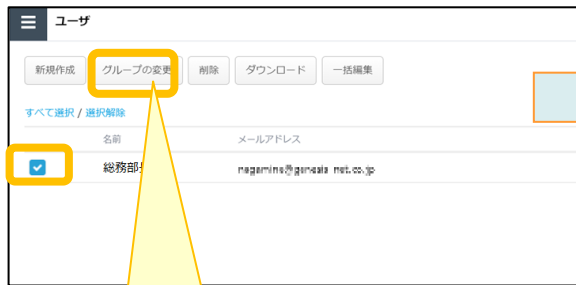 ユーザ
新規作成 グループの変更 削除 ダウンロード 一括編集
すべて選択 / 選択解除
名前 メールアドレス
総務部